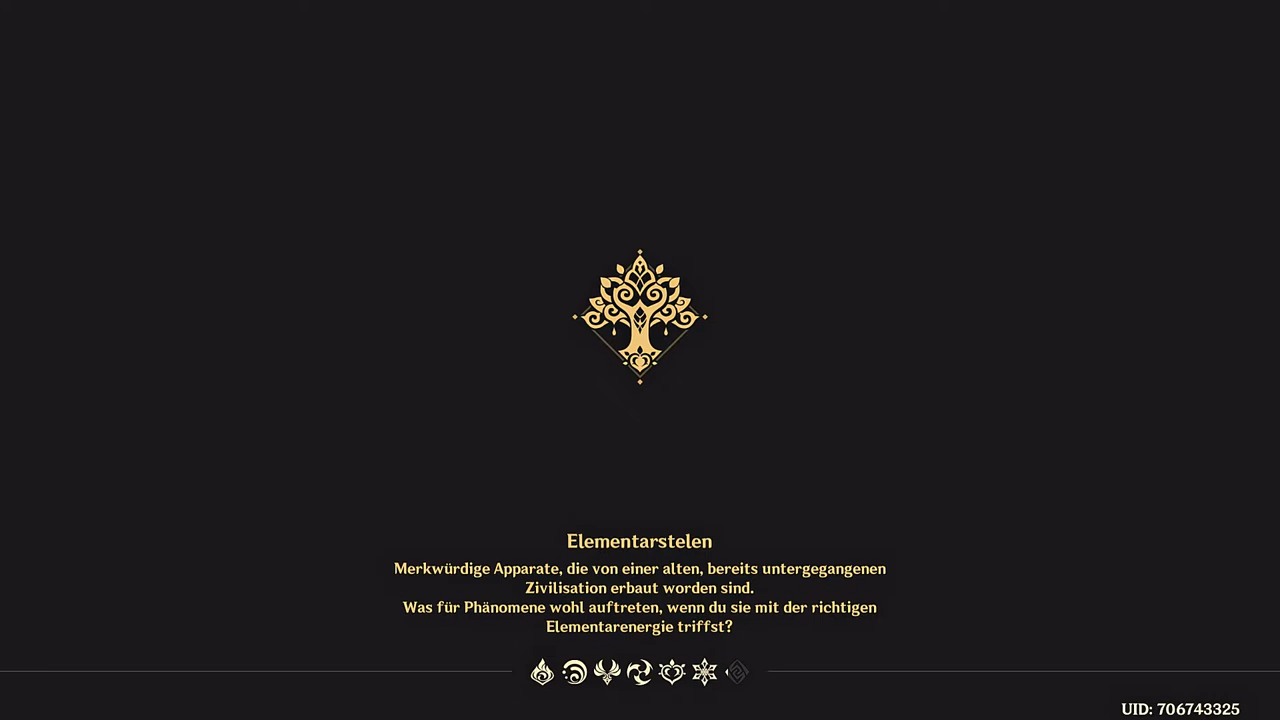 Elementarstelen
Merkwürdige Apparate, die von einer alten, bereits untergegangenen
Zivilisation erbaut worden sind.
Was für Phänomene wohl auftreten, wenn du sie mit der richtigen
Elementarenergie triffst?
UID: 706743325